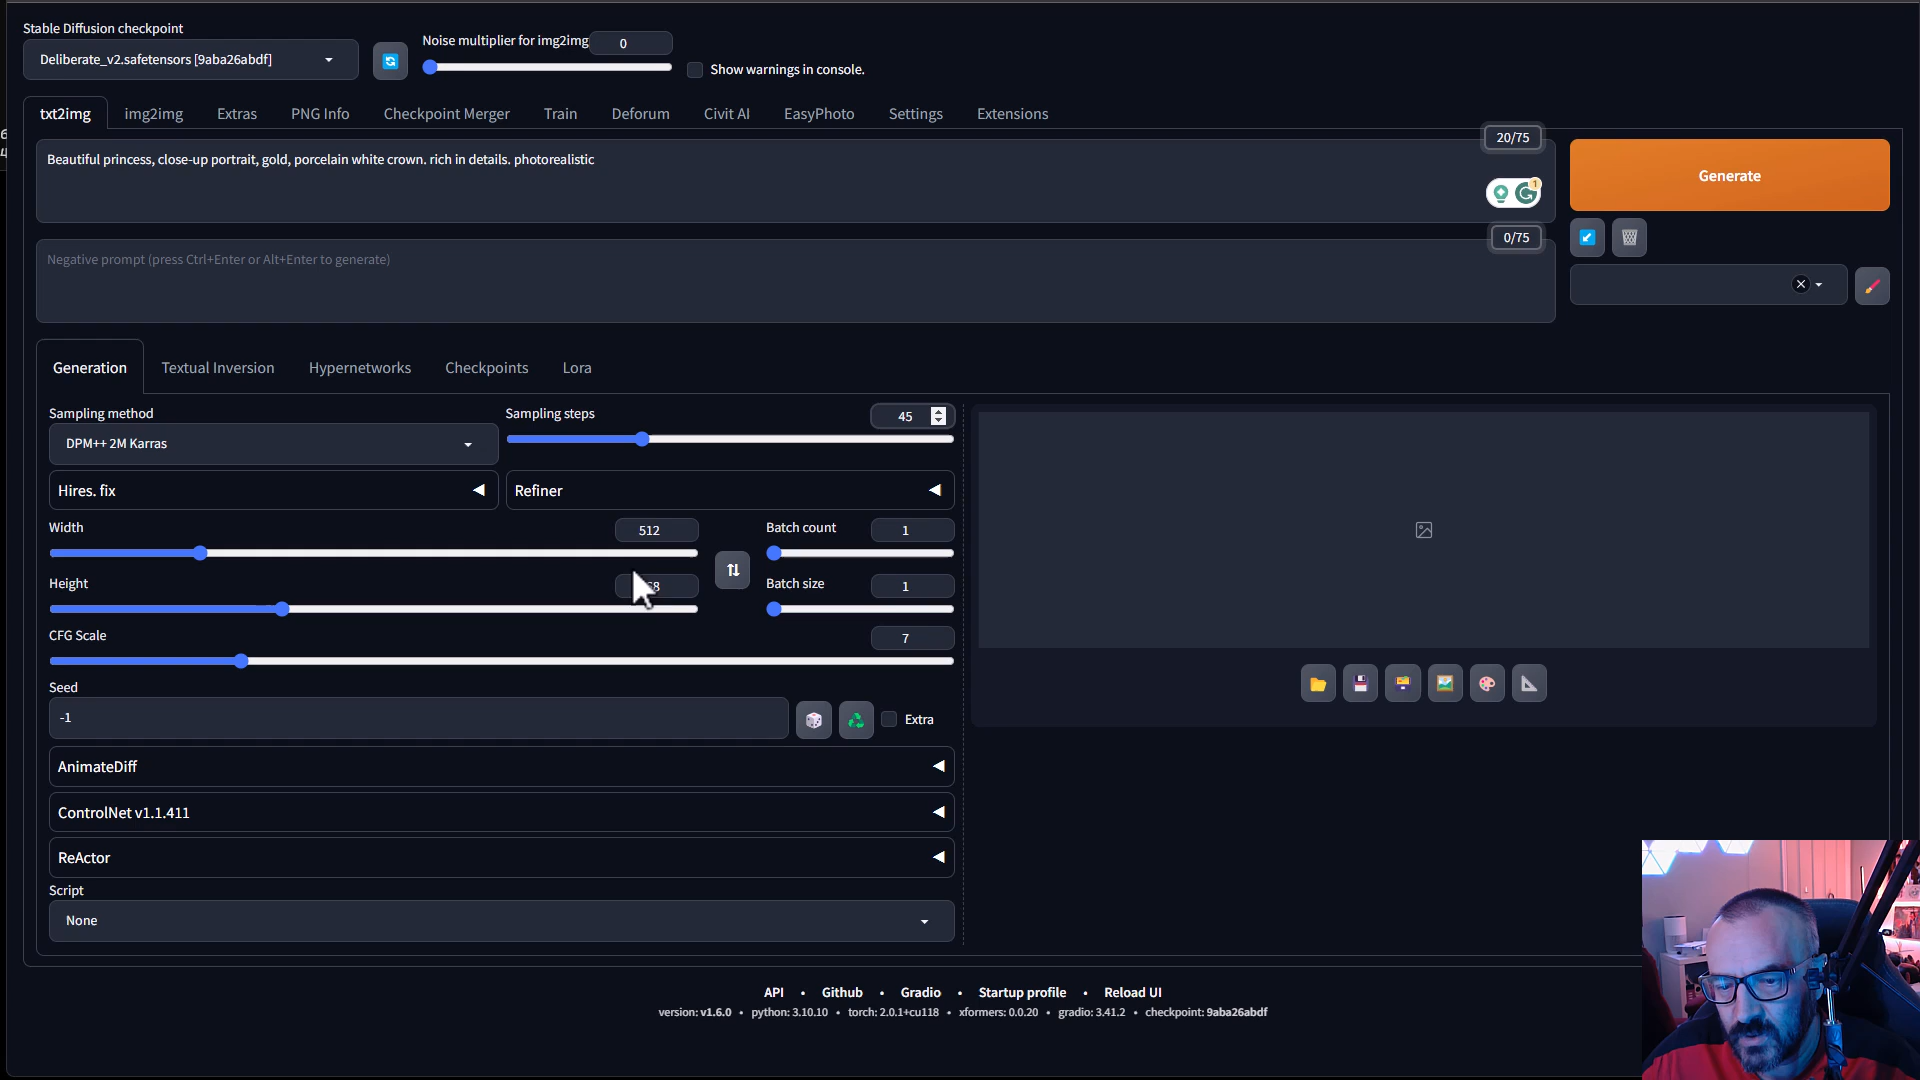 Stable Diffusion checkpoint
Deliberate_v2.safetensors [9aba26abdf]
Noise multiplier for img2img
0
Show warnings in console.
txt2img
img2img
Extras
PNG Info
Checkpoint Merger
Train
Deforum
Civit AI
EasyPhoto
Settings
Extensions
20/75
Beautiful princess, close-up portrait, gold, porcelain white crown. rich in details. photorealistic
1
Generate
0/75
Negative prompt (press Ctrl+Enter or Alt+Enter to generate)
Generation
Textual Inversion
Hypernetworks
Checkpoints
Lora
Sampling method
DPM++ 2M Karras
Sampling steps
45
Hires. fix
Refiner
Width
512
Batch count
1
Height
Batch size
1
CFG Scale
7
Seed
-1
Extra
AnimateDiff
ControlNet v1.1.411
ReActor
Script
None
API • Github • Gradio • Startup profile • Reload UI
version: v1.6.0 • python: 3.10.10 • torch: 2.0.1+cu118 • xformers: 0.0.20 • gradio: 3.41.2 • checkpoint: 9aba26abdf